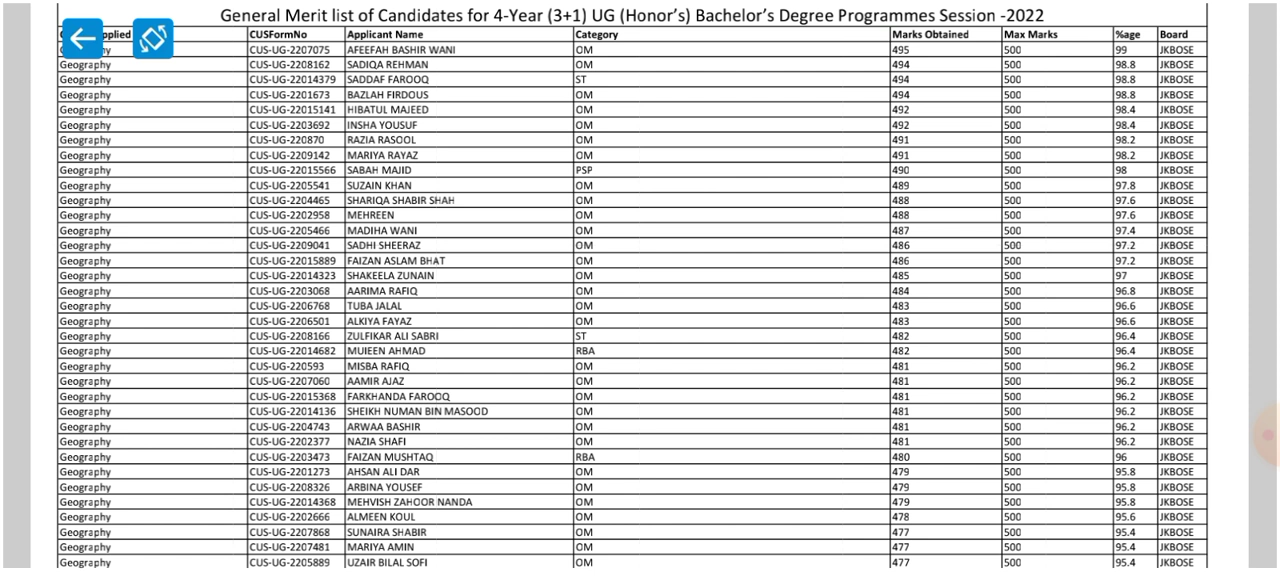 General Merit list of Candidates for 4-Year (3+1) UG (Honor's) Bachelor's Degree Programmes Session -2022
pplied CUSFormNo Applicant Name Category Marks Obtained Max Marks %age Board
hy CUS-UG-2207075 AFEEFAH BASHIR WANI OM 495 500 99 JKBOSE
Geography CUS-UG-2208162 SADIQA REHMAN OM 494 500 98.8 JKBOSE
Geography CUS-UG-22014379 SADDAF FAROOQ ST 494 500 98.8 JKBOSE
Geography CUS-UG-2201673 BAZLAH FIRDOUS OM 494 500 98.8 JKBOSE
Geography CUS-UG-22015141 HIBATUL MAJEED OM 492 500 98.4 JKBOSE
Geography CUS-UG-2203692 INSHA YOUSUF OM 492 500 98.4 JKBOSE
Geography CUS-UG-220870 RAZIA RASOOL OM 491 500 98.2 JKBOSE
Geography CUS-UG-2209142 MARIYA RAYAZ OM 491 500 98.2 JKBOSE
Geography CUS-UG-22015566 SABAH MAJID PSP 490 500 98 JKBOSE
Geography CUS-UG-2205541 SUZAIN KHAN OM 489 500 97.8 JKBOSE
Geography CUS-UG-2204465 SHARIQA SHABIR SHAH OM 488 500 97.6 JKBOSE
Geography CUS-UG-2202958 MEHREEN OM 488 500 97.6 JKBOSE
Geography CUS-UG-2205466 MADIHA WANI OM 487 500 97.4 JKBOSE
Geography CUS-UG-2209041 SADHI SHEERAZ OM 486 500 97.2 JKBOSE
Geography CUS-UG-22015889 FAIZAN ASLAM BHAT OM 486 500 97.2 JKBOSE
Geography CUS-UG-22014323 SHAKEELA ZUNAIN OM 485 500 97 JKBOSE
Geography CUS-UG-2203068 AARIMA RAFIQ OM 484 500 96.8 JKBOSE
Geography CUS-UG-2206768 TUBA JALAL OM 483 500 96.6 JKBOSE
Geography CUS-UG-2206501 ALKIYA FAYAZ OM 483 500 96.6 JKBOSE
Geography CUS-UG-2208166 ZULFIKAR ALI SABRI ST 482 500 96.4 JKBOSE
Geography CUS-UG-22014682 MUIEEN AHMAD RBA 482 500 96.4 JKBOSE
Geography CUS-UG-220593 MISBA RAFIQ OM 481 500 96.2 JKBOSE
Geography CUS-UG-2207060 AAMIR AJAZ OM 481 500 96.2 JKBOSE
Geography CUS-UG-22015368 FARKHANDA FAROOQ OM 481 500 96.2 JKBOSE
Geography CUS-UG-22014136 SHEIKH NUMAN BIN MASOOD OM 481 500 96.2 JKBOSE
Geography CUS-UG-2204743 ARWAA BASHIR OM 481 500 96.2 JKBOSE
Geography CUS-UG-2202377 NAZIA SHAFI OM 481 500 96.2 JKBOSE
Geography CUS-UG-2203473 FAIZAN MUSHTAQ RBA 480 500 96 JKBOSE
Geography CUS-UG-2201273 AHSAN ALI DAR OM 479 500 95.8 JKBOSE
Geography CUS-UG-2208326 ARBINA YOUSEF OM 479 500 95.8 JKBOSE
Geography CUS-UG-22014368 MEHVISH ZAHOOR NANDA OM 479 500 95.8 JKBOSE
Geography CUS-UG-2202666 ALMEEN KOUL OM 478 500 95.6 JKBOSE
Geography CUS-UG-2207868 SUNAIRA SHABIR OM 477 500 95.4 JKBOSE
Geography CUS-UG-2207481 MARIYA AMIN OM 477 500 95.4 JKBOSE
Geography CUS-UG-2205889 UZAIR BILAL SOFI OM 477 500 95.4 JKBOSE